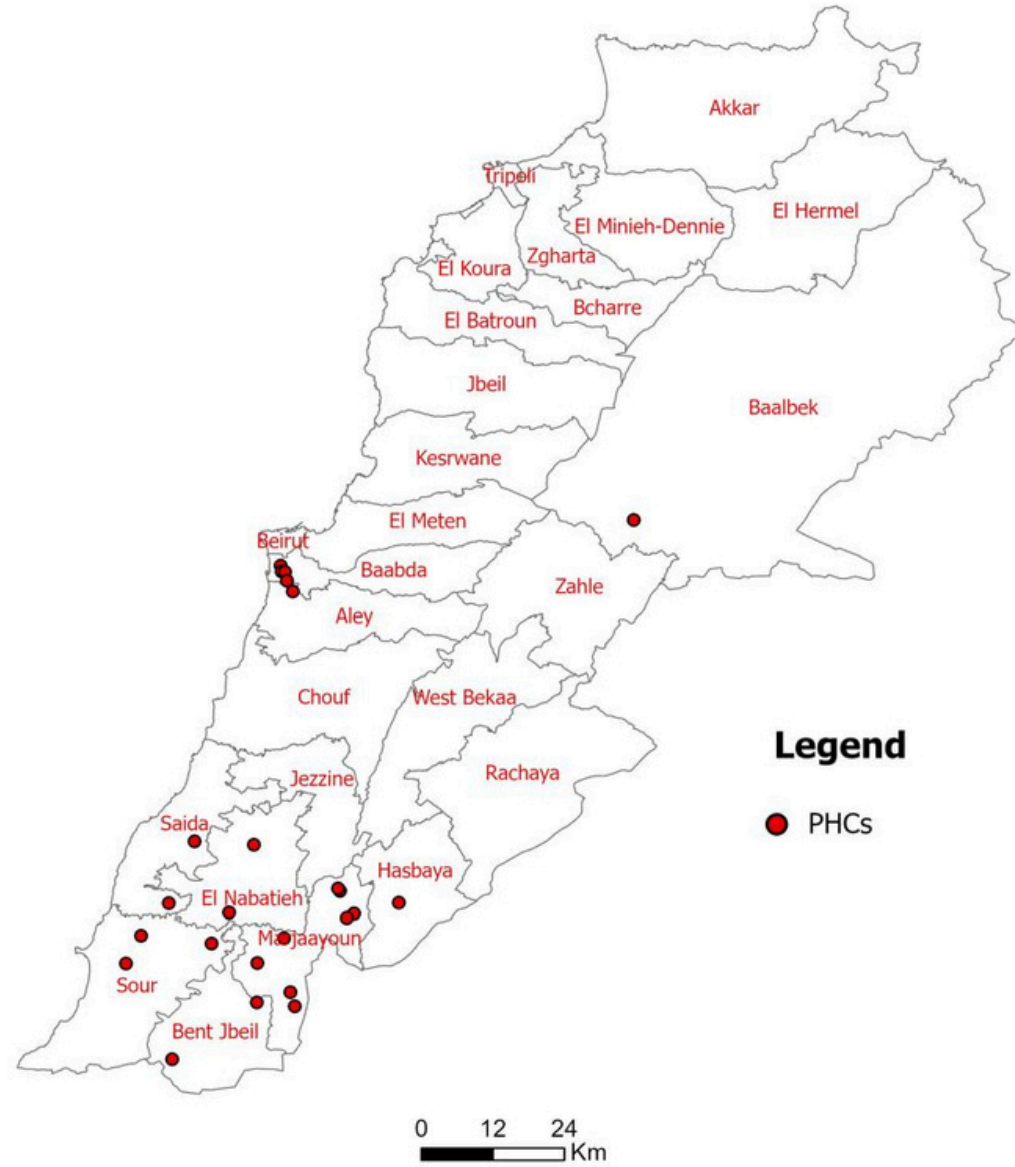 Akkar
Tripoli
El Hermel
El Minieh-Dennie
Zgharta
El Koura
Bcharre
El Batroun
Jbeil
Baalbek
Kesrwane
El Meten
Beirut
Baabda
Zahle
Aley
Chouf
West Bekaa
Legend
Rachaya
Jezzine
Saida
PHCs
Hasbaya
El Nabatieh
Marjaayoun
Sour
Bent Jbeil
0 12 24
Km